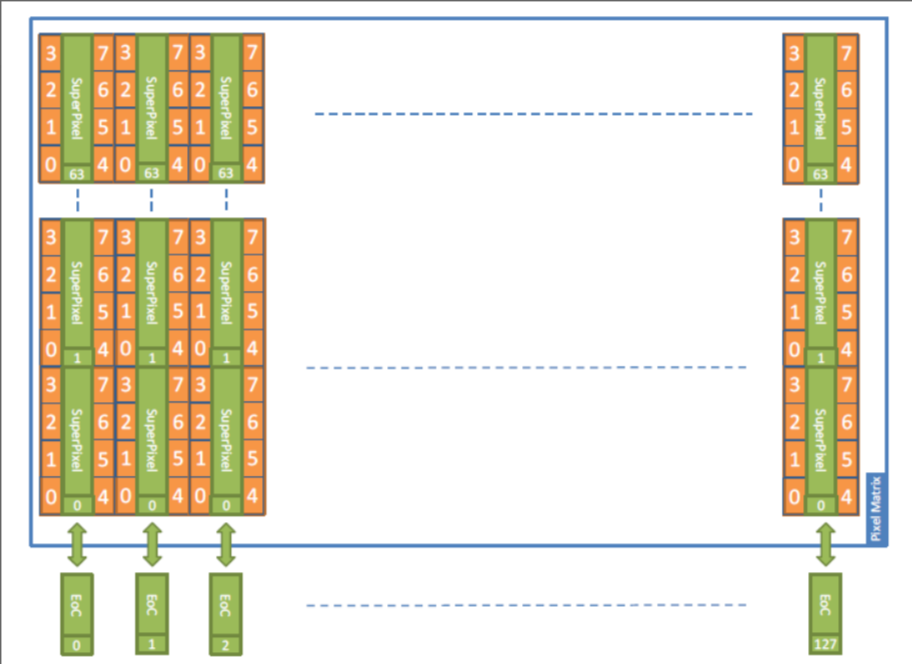 3 7 3 7 3 7 3 7
2 SuperPixel 6 2 SuperPixel 6 2 SuperPixel 6 2 SuperPixel 6
1 5 1 5 1 5 1 5
0 63 4 0 63 4 0 63 4 0 63 4
3 7 3 7 3 7 3 7
2 SuperPixel 6 2 SuperPixel 6 2 SuperPixel 6 2 SuperPixel 6
1 5 1 5 1 5 1 5
0 1 4 0 1 4 0 1 4 0 1 4
3 7 3 7 3 7 3 7
2 SuperPixel 6 2 SuperPixel 6 2 SuperPixel 6 2 SuperPixel 6
1 5 1 5 1 5 1 5
0 0 4 0 0 4 0 0 4 0 0 4
Pixel Matrix
EoC EoC EoC EoC
0 1 2 127